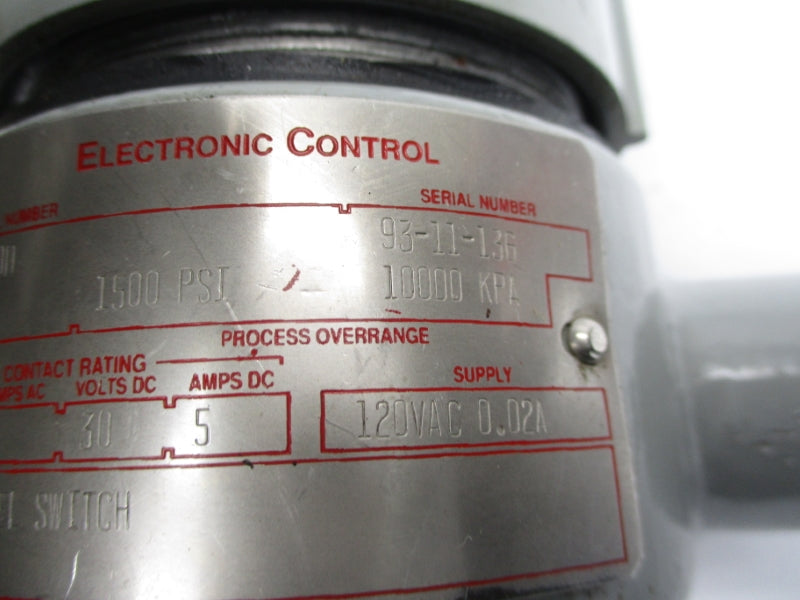 ELECTRONIC CONTROL
NUMBER SERIAL NUMBER
93-11-136
1500 PSI 10000 KPA
PROCESS OVERRANGE
CONTACT RATING
AC VOLTS DC AMPS DC SUPPLY
30 5 120VAC 0.02A
SWITCH